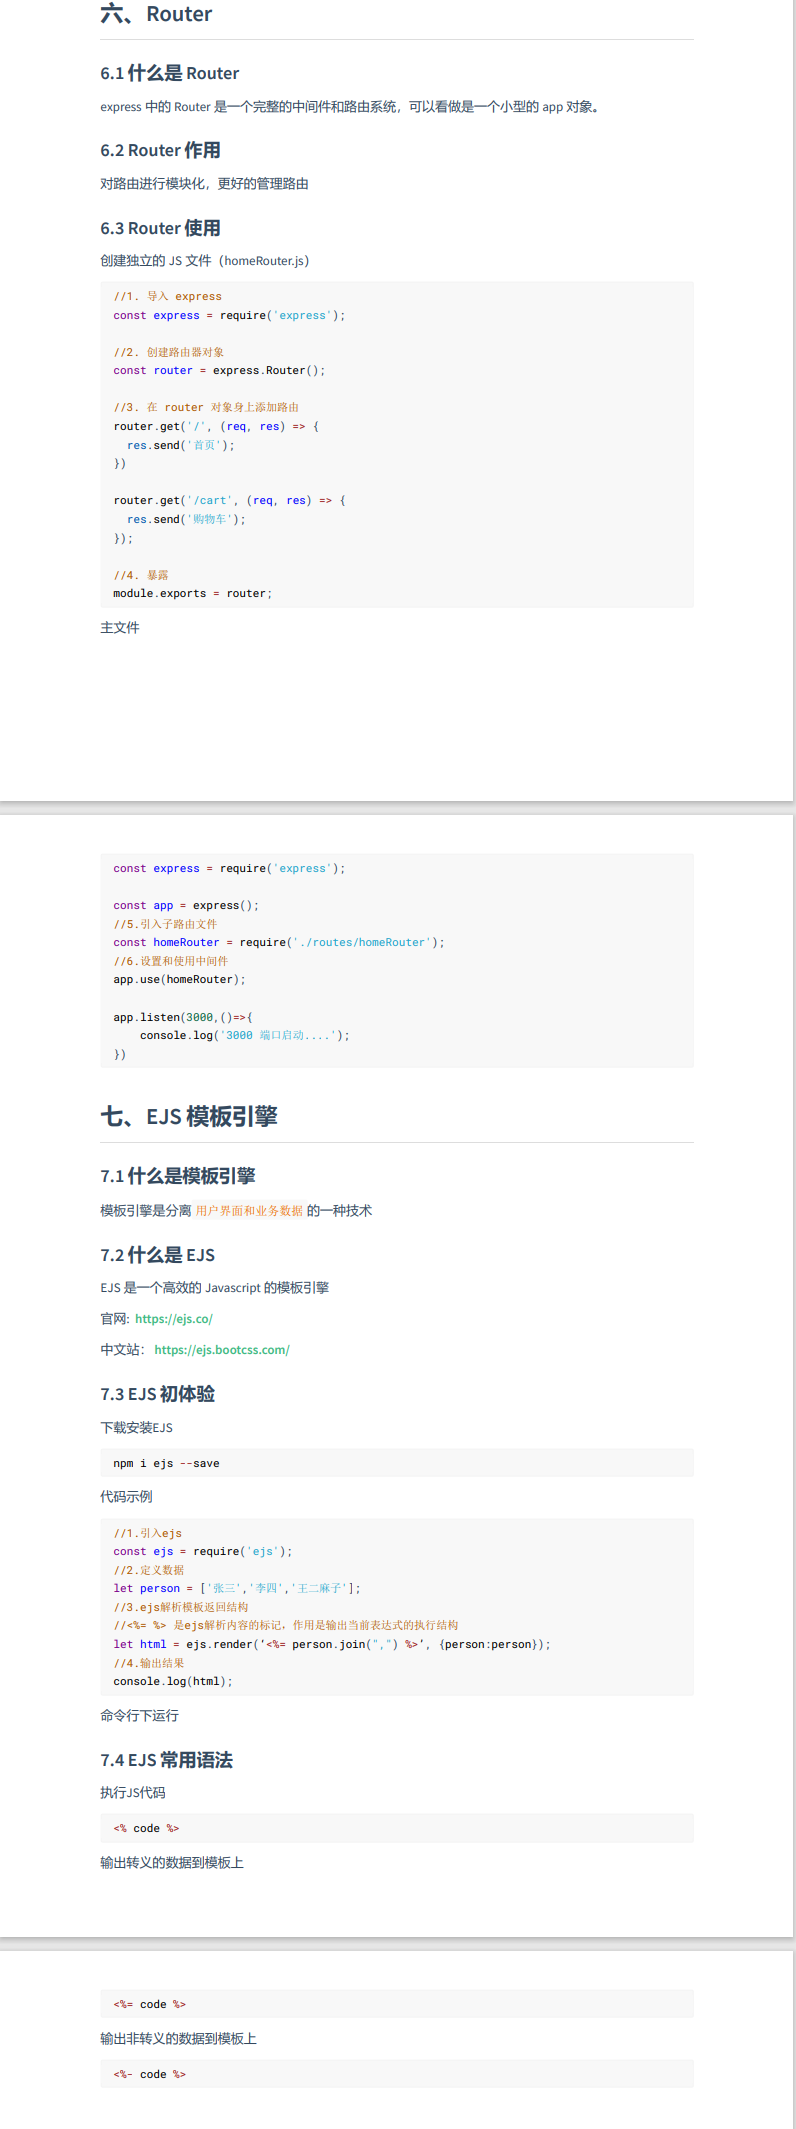 六、Router
6.1 什么是 Router
express 中的 Router 是一个完整的中间件和路由系统，可以看做是一个小型的 app 对象。
6.2 Router 作用
对路由进行模块化，更好的管理路由
6.3 Router 使用
创建独立的 JS 文件（homeRouter.js）
//1. 导入 express
const express = require('express');
//2. 创建路由器对象
const router = express.Router();
//3. 在 router 对象身上添加路由
router.get('/', (req, res) => {
  res.send('首页');
})
router.get('/cart', (req, res) => {
  res.send('购物车');
});
//4. 暴露
module.exports = router;
主文件
const express = require('express');
const app = express();
//5.引入子路由文件
const homeRouter = require('./routes/homeRouter');
//6.设置和使用中间件
app.use(homeRouter);
app.listen(3000,()=>{
    console.log('3000 端口启动....');
})
七、EJS 模板引擎
7.1 什么是模板引擎
模板引擎是分离 用户界面和业务数据 的一种技术
7.2 什么是 EJS
EJS 是一个高效的 Javascript 的模板引擎
官网: https://ejs.co/
中文站： https://ejs.bootcss.com/
7.3 EJS 初体验
下载安装EJS
npm i ejs --save
代码示例
//1.引入ejs
const ejs = require('ejs');
//2.定义数据
let person = ['张三','李四','王二麻子'];
//3.ejs解析模板返回结构
//<%= %> 是ejs解析内容的标记，作用是输出当前表达式的执行结构
let html = ejs.render(‘<%= person.join(",") %>’, {person:person});
//4.输出结果
console.log(html);
命令行下运行
7.4 EJS 常用语法
执行JS代码
<% code %>
输出转义的数据到模板上
<%= code %>
输出非转义的数据到模板上
<%- code %>